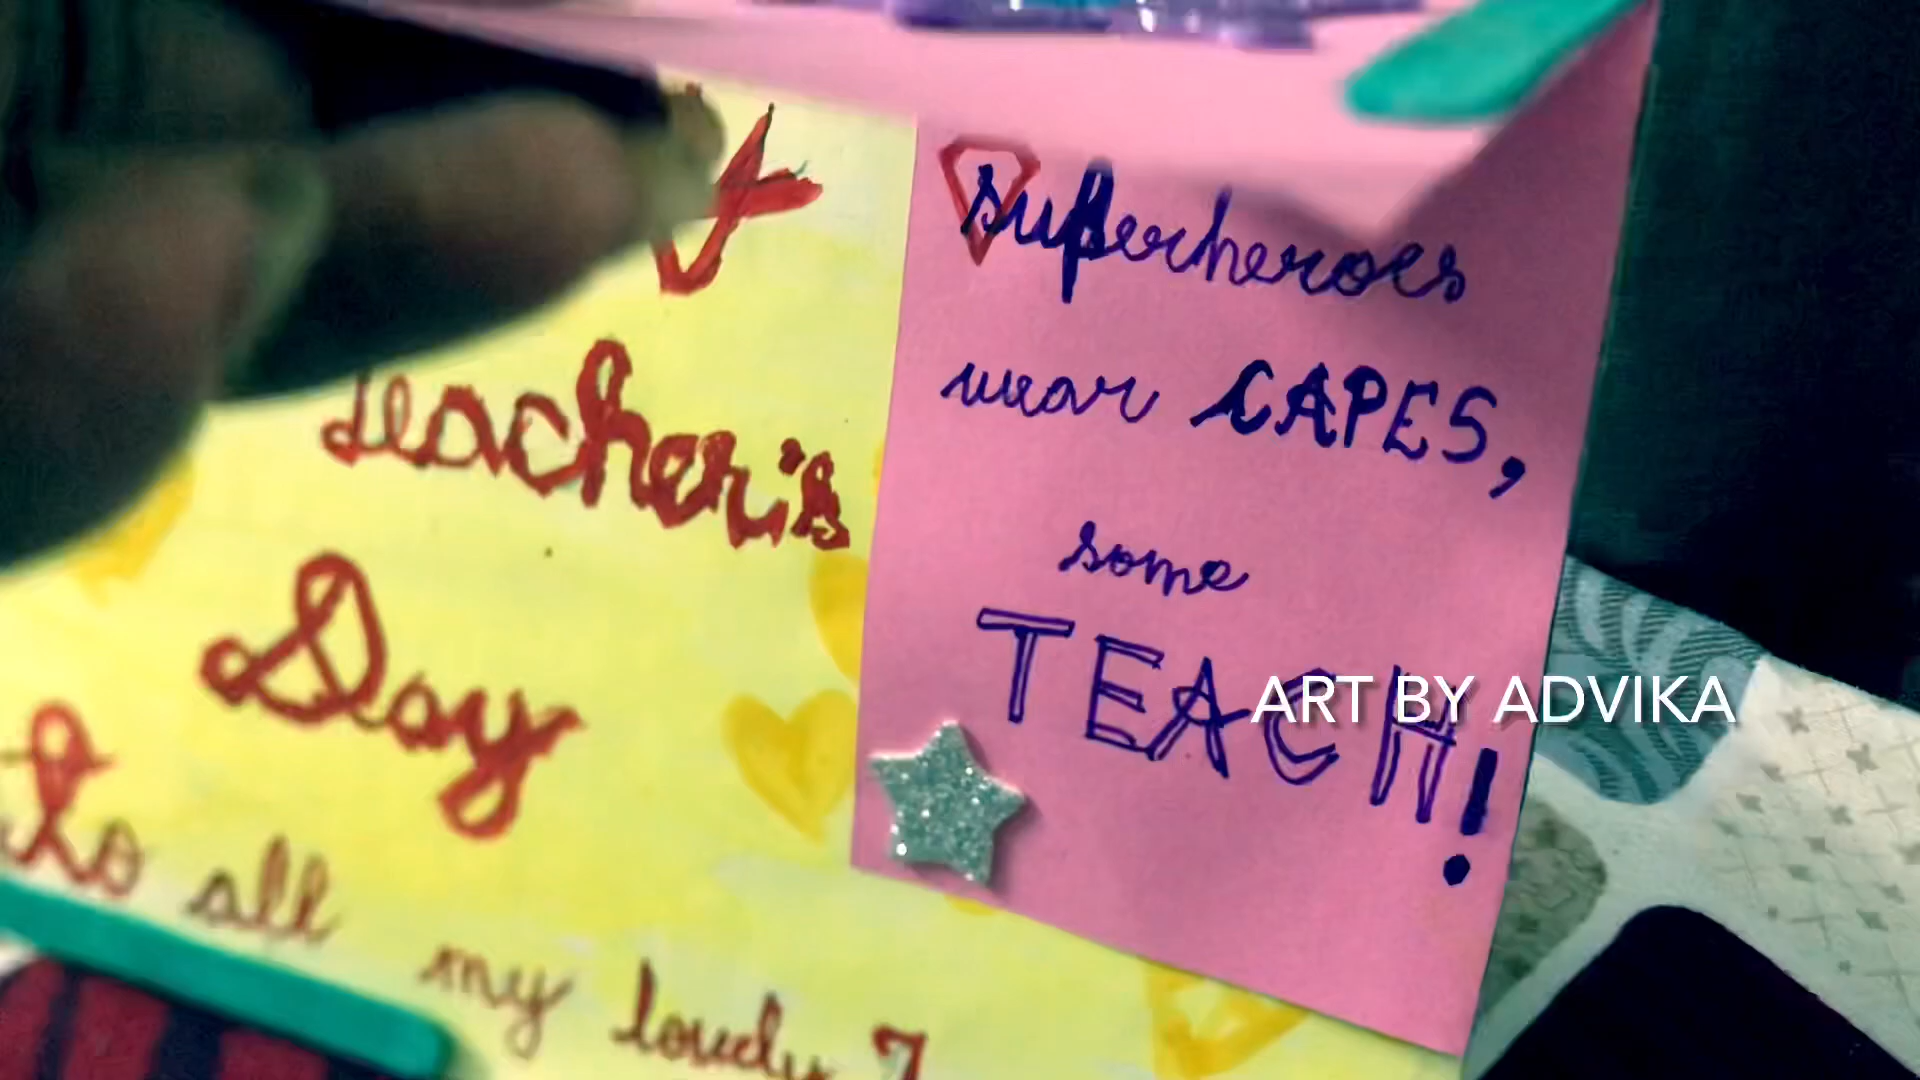 Teacher's
Day
To all
my lovely
superheroes
wear CAPES,
some
TEACH!
ART BY ADVIKA